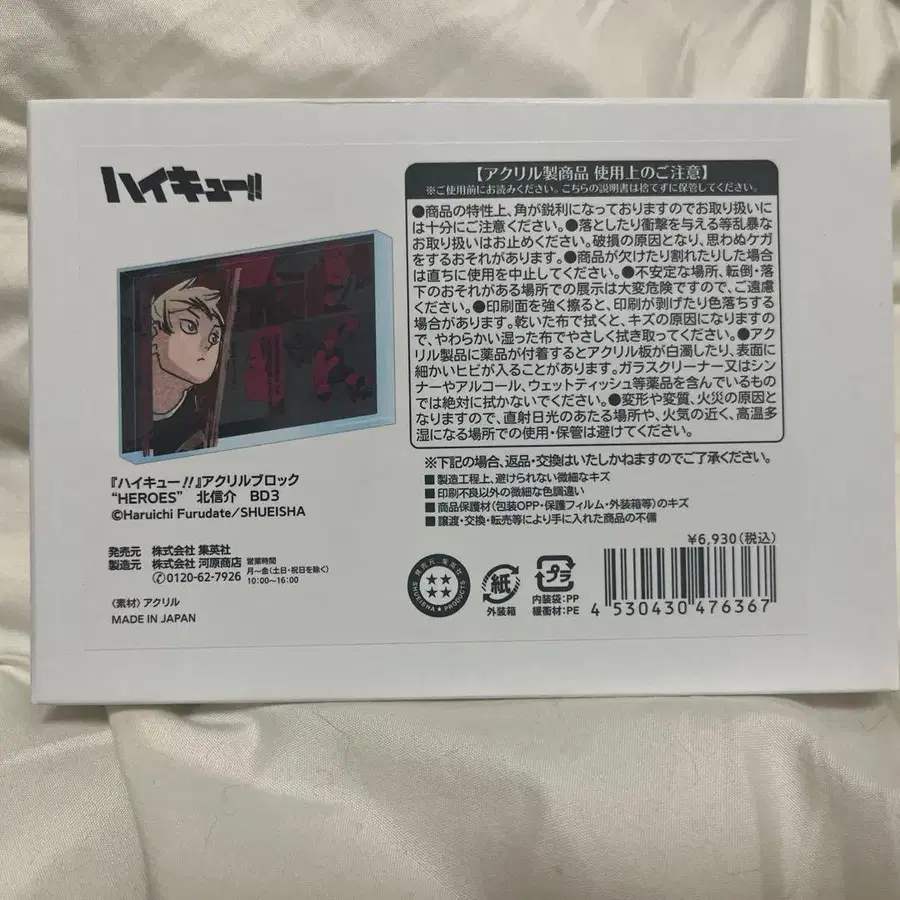 ハイキュー!!
『ハイキュー!!』アクリルブロック
“HEROES” 北信介 BD3
©Haruichi Furudate/SHUEISHA
発売元 株式会社 集英社
製造元 株式会社 河原商店
✆0120-62-7926
営業時間
月～金(土日・祝日を除く)
10:00～16:00
〈素材〉アクリル
MADE IN JAPAN
【アクリル製商品 使用上のご注意】
※ご使用前にお読みください。こちらの説明書は捨てずに保管してください。
●商品の特性上、角が鋭利になっておりますのでお取り扱いに
は十分にご注意ください。●落としたり衝撃を与える等乱暴な
お取り扱いはお止めください。破損の原因となり、思わぬケガ
をするおそれがあります。●商品が欠けたり割れたりした場合
は直ちに使用を中止してください。●不安定な場所、転倒・落
下のおそれがある場所での展示は大変危険ですので、ご遠慮
ください。●印刷面を強く擦ると、印刷が剥げたり色落ちする
場合があります。乾いた布で拭くと、キズの原因になりますの
で、やわらかい湿った布でやさしく拭き取ってください。●アク
リル製品に薬品が付着するとアクリル板が白濁したり、表面に
細かいヒビが入ることがあります。ガラスクリーナー又はシン
ナーやアルコール、ウェットティッシュ等薬品を含んでいるもの
では絶対に拭かないでください。●変形や変質、火災の原因と
なりますので、直射日光のあたる場所や、火気の近く、高温多
湿になる場所での使用・保管は避けてください。
※下記の場合、返品・交換はいたしかねますのでご了承ください。
■製造工程上、避けられない微細なキズ
■印刷不良以外の微細な色調違い
■商品保護材(包装OPP・保護フィルム・外装箱等)のキズ
■譲渡・交換・転売等により手に入れた商品の不備
¥6,930(税込)
発売元・集英社
SHUEISHA PRODUCTS
紙
外装箱
プラ
内装袋:PP
緩衝材:PE
4 530430 476367